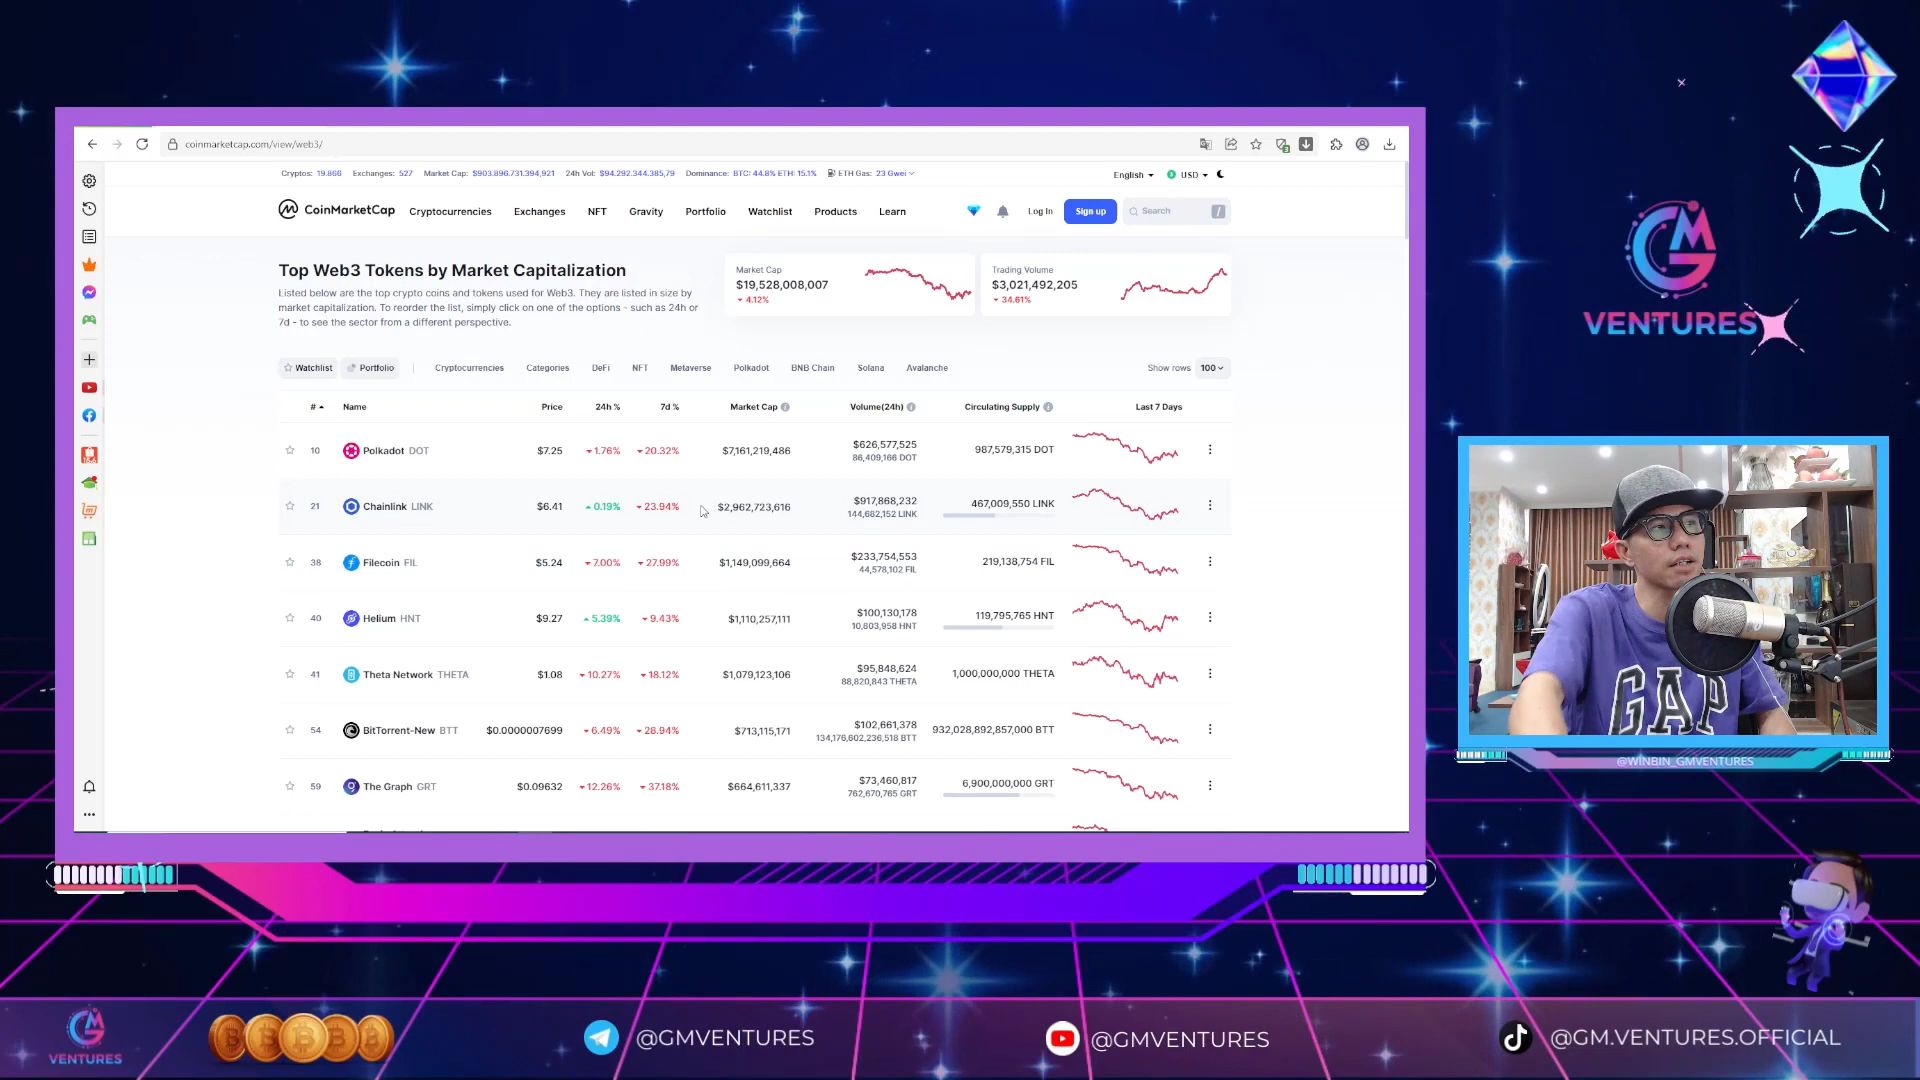 coinmarketcap.com/view/web3/
Cryptos: 19.866 Exchanges: 527 Market Cap: $903.896.731.394,921 24h Vol: $94.292.344.385,79 Dominance: BTC: 44.8% ETH: 15.1% ETH Gas: 23 Gwei
English USD
CoinMarketCap Cryptocurrencies Exchanges NFT Gravity Portfolio Watchlist Products Learn Log In Sign up Search /
Top Web3 Tokens by Market Capitalization
Listed below are the top crypto coins and tokens used for Web3. They are listed in size by
market capitalization. To reorder the list, simply click on one of the options - such as 24h or
7d - to see the sector from a different perspective.
Market Cap
$19,528,008,007
4.12%
Trading Volume
$3,021,492,205
34.61%
Watchlist Portfolio Cryptocurrencies Categories DeFi NFT Metaverse Polkadot BNB Chain Solana Avalanche Show rows 100
# Name Price 24h % 7d % Market Cap Volume(24h) Circulating Supply Last 7 Days
10 Polkadot DOT $7.25 1.76% 20.32% $7,161,219,486 $626,577,525 987,579,315 DOT
86,409,166 DOT
21 Chainlink LINK $6.41 0.19% 23.94% $2,962,723,616 $917,868,232 467,009,550 LINK
144,682,152 LINK
38 Filecoin FIL $5.24 7.00% 27.99% $1,149,099,664 $233,754,553 219,138,754 FIL
44,578,102 FIL
40 Helium HNT $9.27 5.39% 9.43% $1,110,257,111 $100,130,178 119,795,765 HNT
10,803,958 HNT
41 Theta Network THETA $1.08 10.27% 18.12% $1,079,123,106 $95,848,624 1,000,000,000 THETA
88,820,843 THETA
54 BitTorrent-New BTT $0.0000007699 6.49% 28.94% $713,115,171 $102,661,378 932,028,892,857,000 BTT
134,176,602,236,518 BTT
59 The Graph GRT $0.09632 12.26% 37.18% $664,611,337 $73,460,817 6,900,000,000 GRT
762,670,765 GRT
GM
VENTURES
GAP
@WINBIN_GMVENTURES
GM
VENTURES
@GMVENTURES
@GMVENTURES
@GM.VENTURES.OFFICIAL